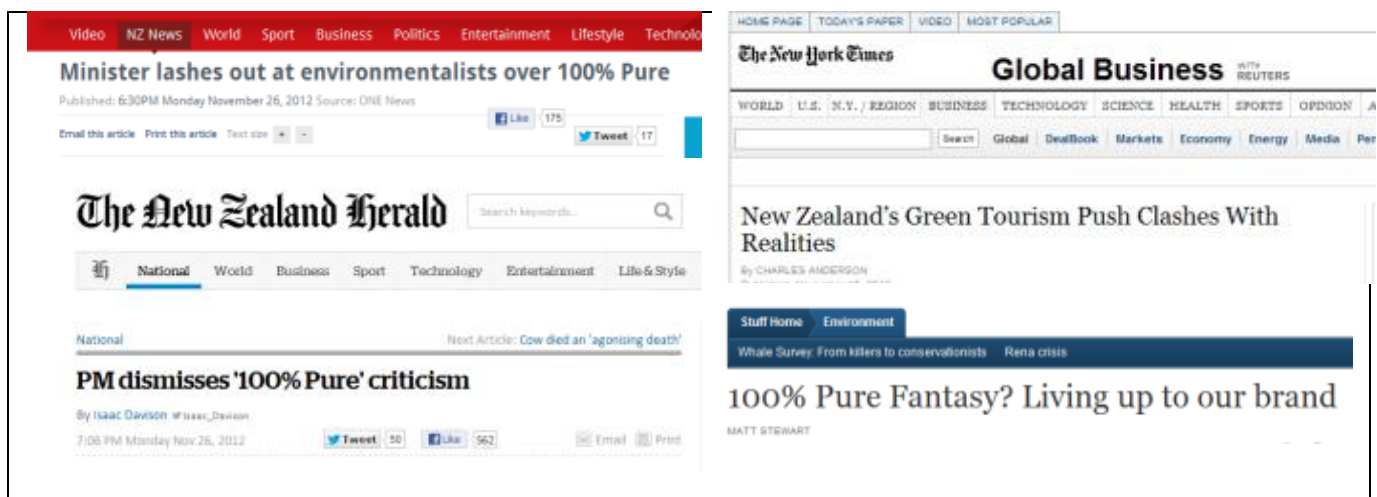 Video NZ News World Sport Business Politics Entertainment Lifestyle Technolo
Minister lashes out at environmentalists over 100% Pure
Published: 6:30PM Monday November 26, 2012 Source: ONE News
Like 175
Email this article Print this article Text size + -
Tweet 17
The New Zealand Herald
Search keywords...
National World Business Sport Technology Entertainment Life & Style
National
Next Article: Cow died an 'agonising death'
PM dismisses '100% Pure' criticism
By Isaac Davison Isaac_Davison
7:06 PM Monday Nov 26, 2012
Tweet 50 Like 562 Email Print
HOME PAGE TODAY'S PAPER VIDEO MOST POPULAR
The New York Times
Global Business WITH REUTERS
WORLD U.S. N.Y. / REGION BUSINESS TECHNOLOGY SCIENCE HEALTH SPORTS OPINION A
Search Global DealBook Markets Economy Energy Media Per
New Zealand's Green Tourism Push Clashes With
Realities
By CHARLES ANDERSON
Stuff Home Environment
Whale Survey: From killers to conservationists Rena crisis
100% Pure Fantasy? Living up to our brand
MATT STEWART